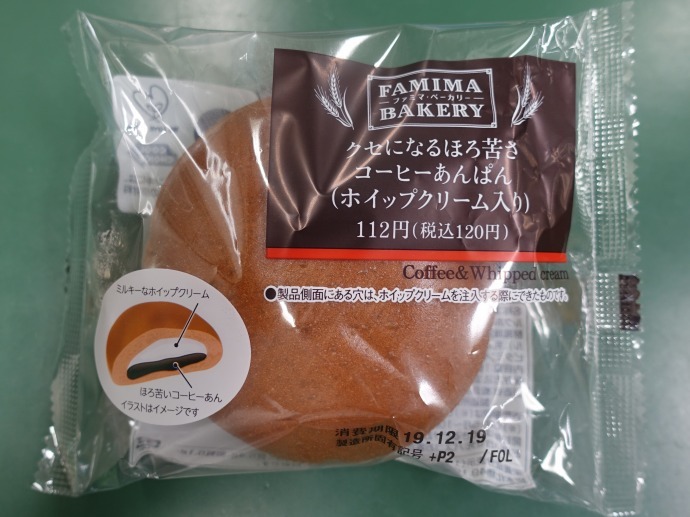 FAMIMA
ファミマ・ベーカリー
BAKERY
クセになるほろ苦さ
コーヒーあんぱん
(ホイップクリーム入り)
112円(税込120円)
Coffee&Whipped cream
●製品側面にある穴は、ホイップクリームを注入する際にできたものです。
ミルキーなホイップクリーム
ほろ苦いコーヒーあん
イラストはイメージです
消費期限 19.12.19
製造所固有記号 +P2 /FOL